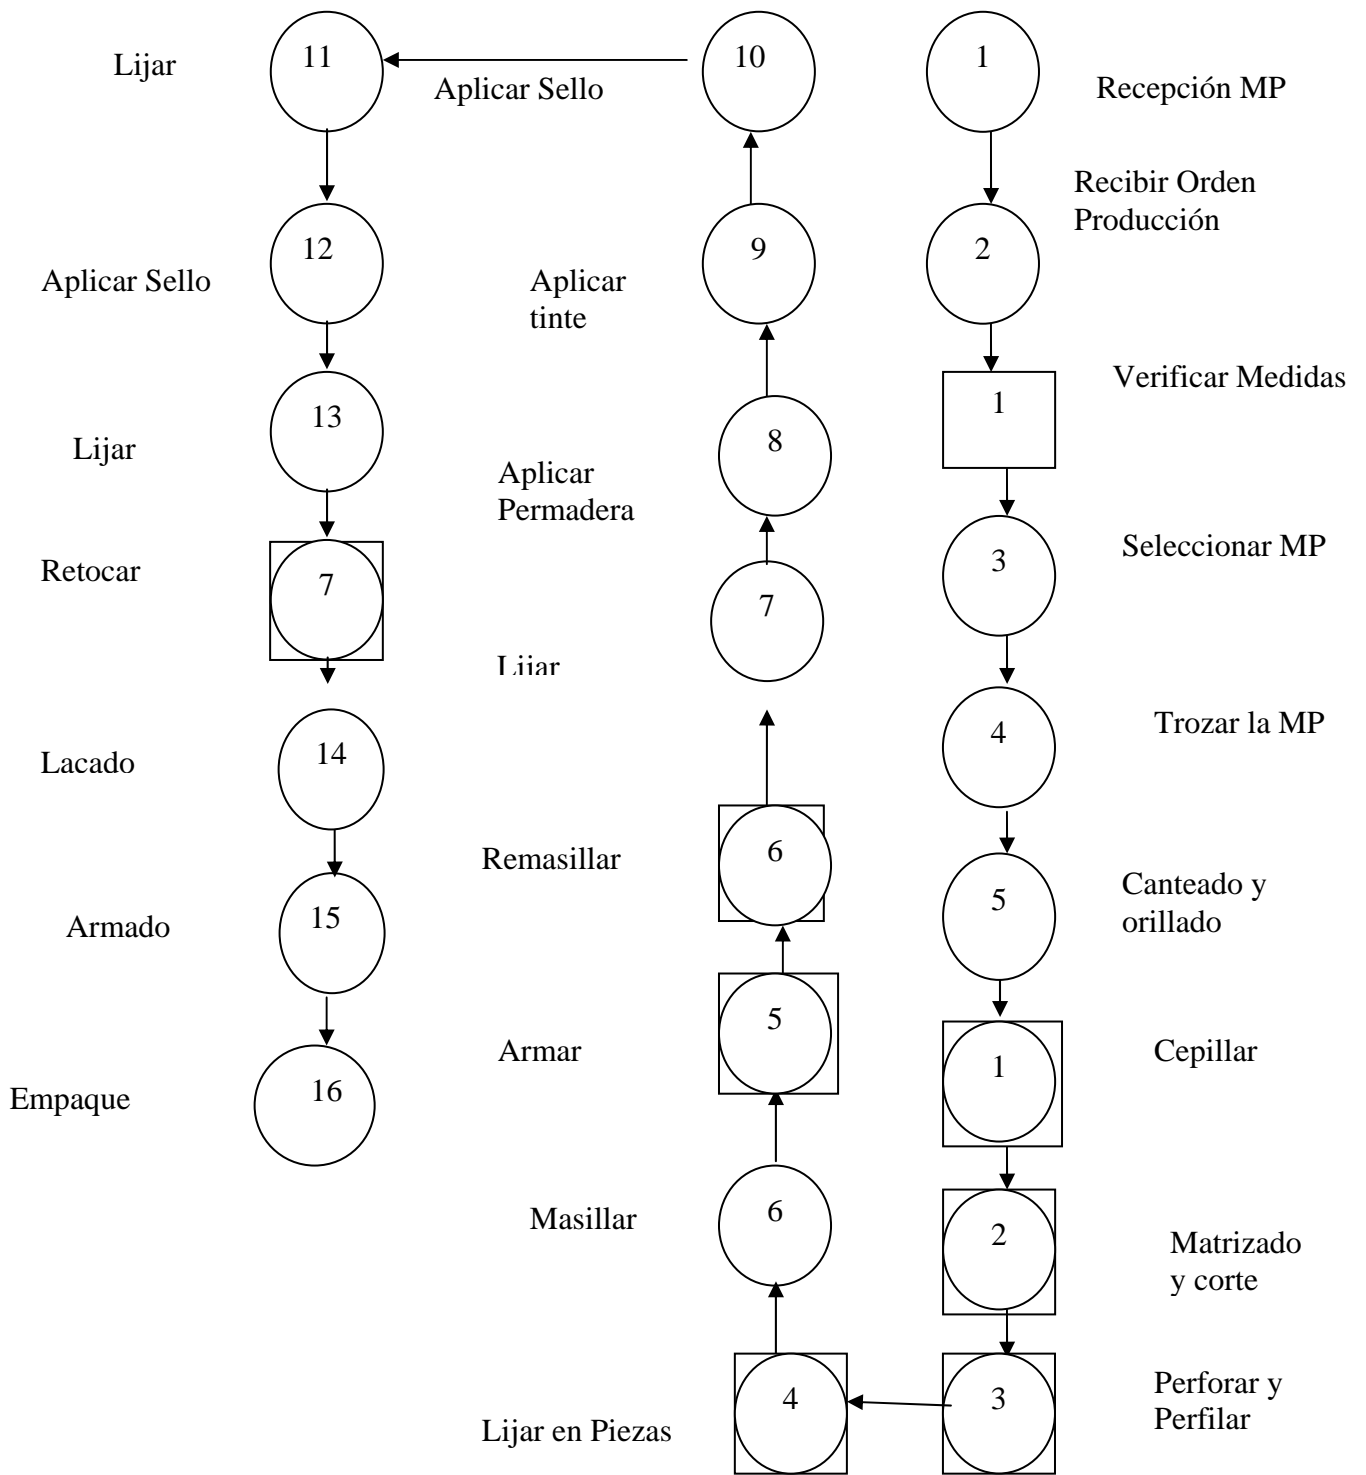 1
Recepción MP
Recibir Orden
Producción
2
Verificar Medidas
1
Seleccionar MP
3
Trozar la MP
4
Canteado y
orillado
5
Cepillar
1
Matrizado
y corte
2
Perforar y
Perfilar
3
4
Lijar en Piezas
6
Masillar
5
Armar
6
Remasillar
7
Lijar
8
Aplicar
Permadera
9
Aplicar
tinte
10
Aplicar Sello
11
Lijar
12
Aplicar Sello
13
Lijar
7
Retocar
14
Lacado
15
Armado
16
Empaque